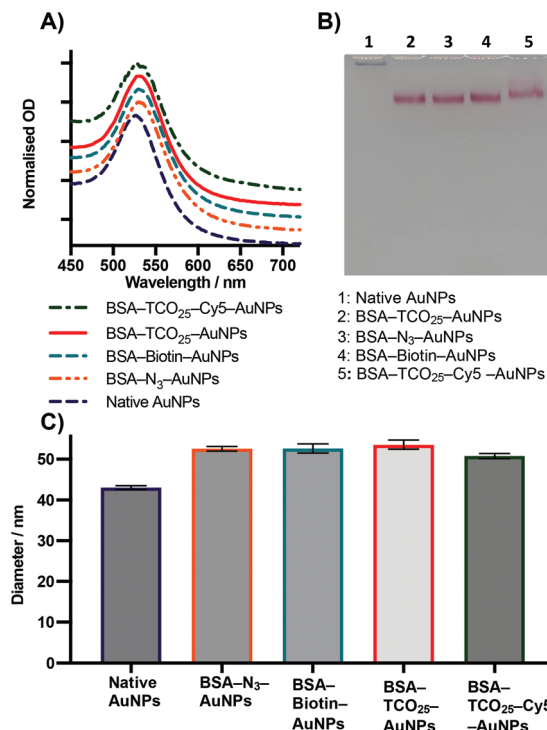 A)
Normalised OD
450 500 550 600 650 700
Wavelength / nm
BSA–TCO₂₅–Cy5–AuNPs
BSA–TCO₂₅–AuNPs
BSA–Biotin–AuNPs
BSA–N₃–AuNPs
Native AuNPs
B)
1 2 3 4 5
1: Native AuNPs
2: BSA–TCO₂₅–AuNPs
3: BSA–N₃–AuNPs
4: BSA–Biotin–AuNPs
5: BSA–TCO₂₅–Cy5 –AuNPs
C)
Diameter / nm
50
40
30
20
10
0
Native
AuNPs
BSA–N₃–
AuNPs
BSA–
Biotin–
AuNPs
BSA–
TCO₂₅–
AuNPs
BSA–
TCO₂₅–Cy5
–AuNPs